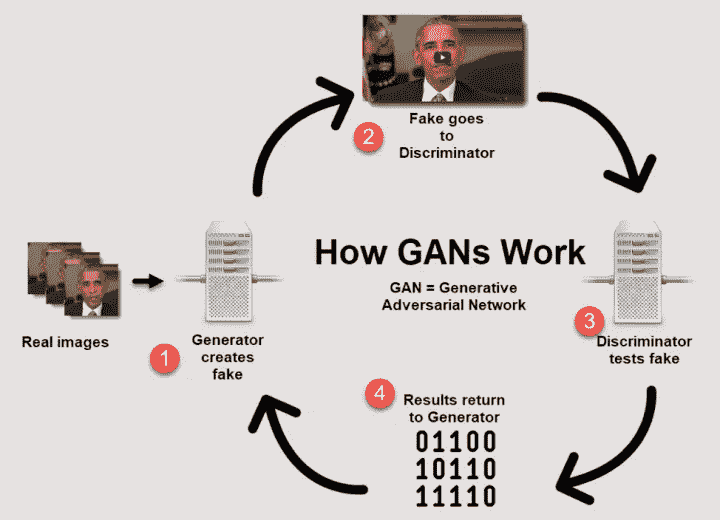 2
Fake goes
to
Discriminator
How GANs Work
GAN = Generative
Adversarial Network
Real images
1
Generator
creates
fake
3
Discriminator
tests fake
4
Results return
to Generator
01100
10110
11110